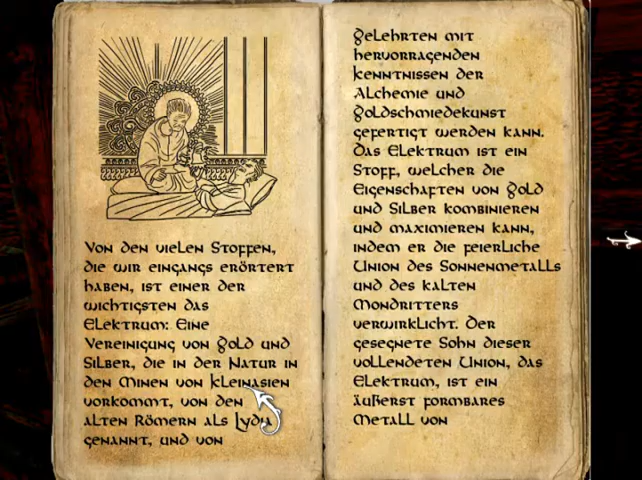 Von den vielen Stoffen,
die wir eingangs erörtert
haben, ist einer der
wichtigsten das
Elektrum: Eine
Vereinigung von Gold und
Silber, die in der Natur in
den Minen von Kleinasien
vorkommt, von den
alten Römern als Lydia
genannt, und von
Gelehrten mit
hervorragenden
Kenntnissen der
Alchemie und
Goldschmiedekunst
gefertigt werden kann.
Das Elektrum ist ein
Stoff, welcher die
Eigenschaften von Gold
und Silber kombinieren
und maximieren kann,
indem er die feierliche
Union des Sonnenmetalls
und des kalten
Mondritters
verwirklicht. Der
gesegnete Sohn dieser
vollendeten Union, das
Elektrum, ist ein
äußerst formbares
Metall von